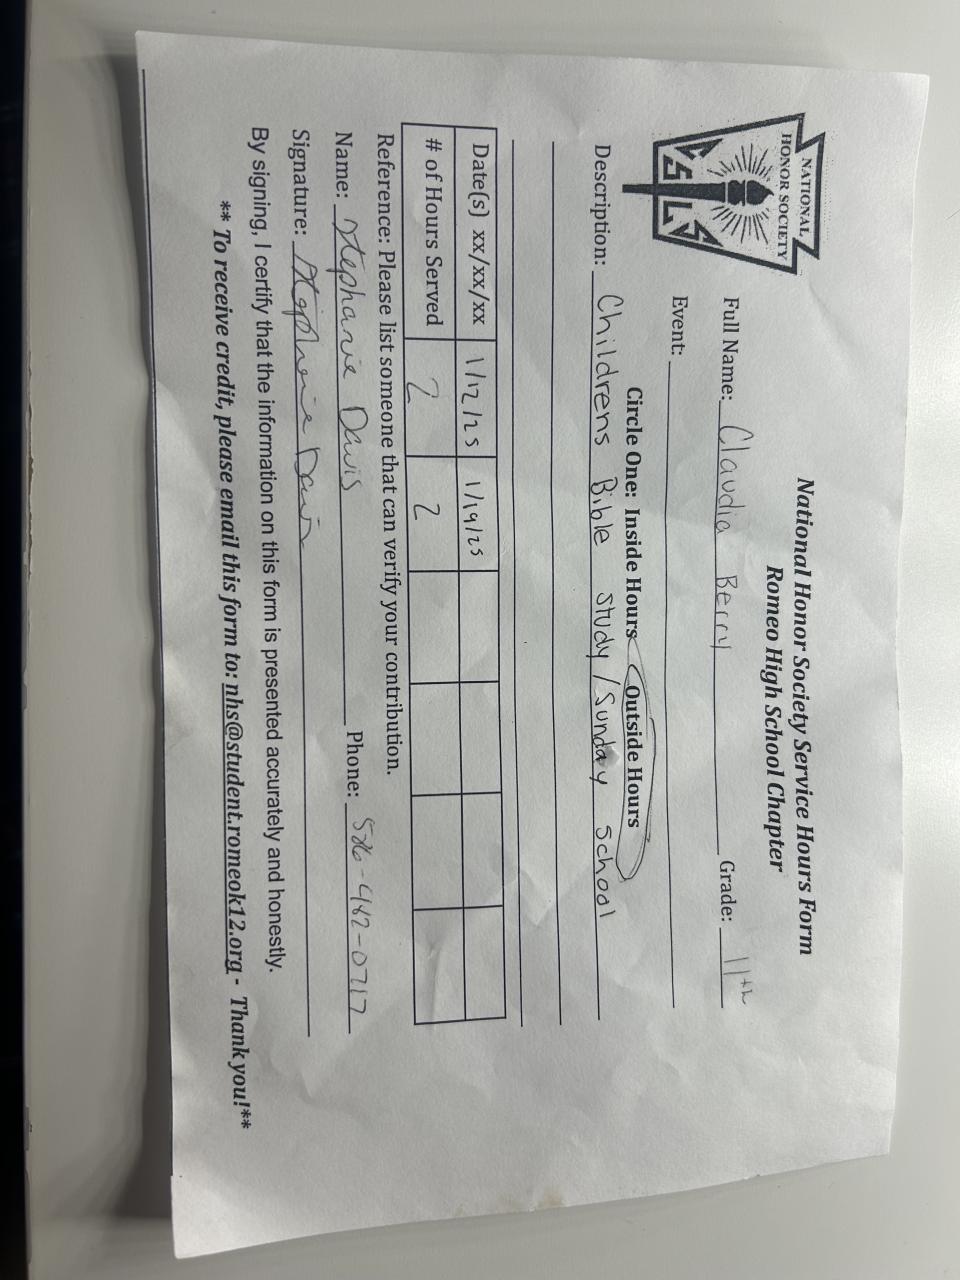 NATIONAL
HONOR SOCIETY
C S L S
National Honor Society Service Hours Form
Romeo High School Chapter
Full Name: Claudia Berry Grade: 11th
Event:
Circle One: Inside Hours Outside Hours
Description: Childrens Bible study / Sunday school
Date(s) xx/xx/xx 1/12/25 1/19/25
# of Hours Served 2 2
Reference: Please list someone that can verify your contribution.
Name: Stephanie Davis Phone: 586-482-0717
Signature: Stephanie Davis
By signing, I certify that the information on this form is presented accurately and honestly.
** To receive credit, please email this form to: nhs@student.romeok12.org - Thank you!**